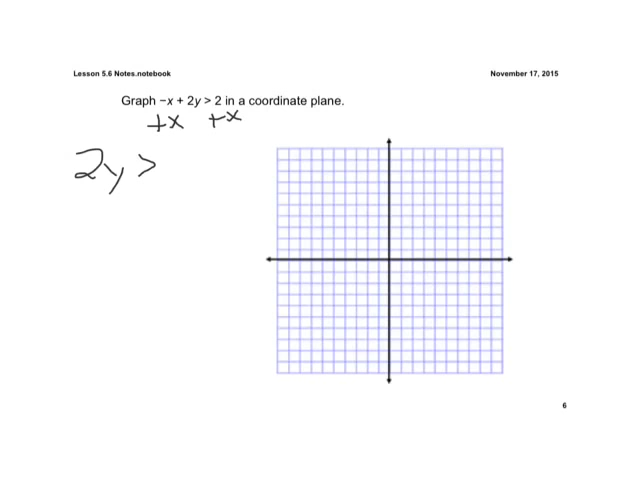 Lesson 5.6 Notes.notebook
November 17, 2015
Graph −x + 2y > 2 in a coordinate plane.
+x +x
2y >
6